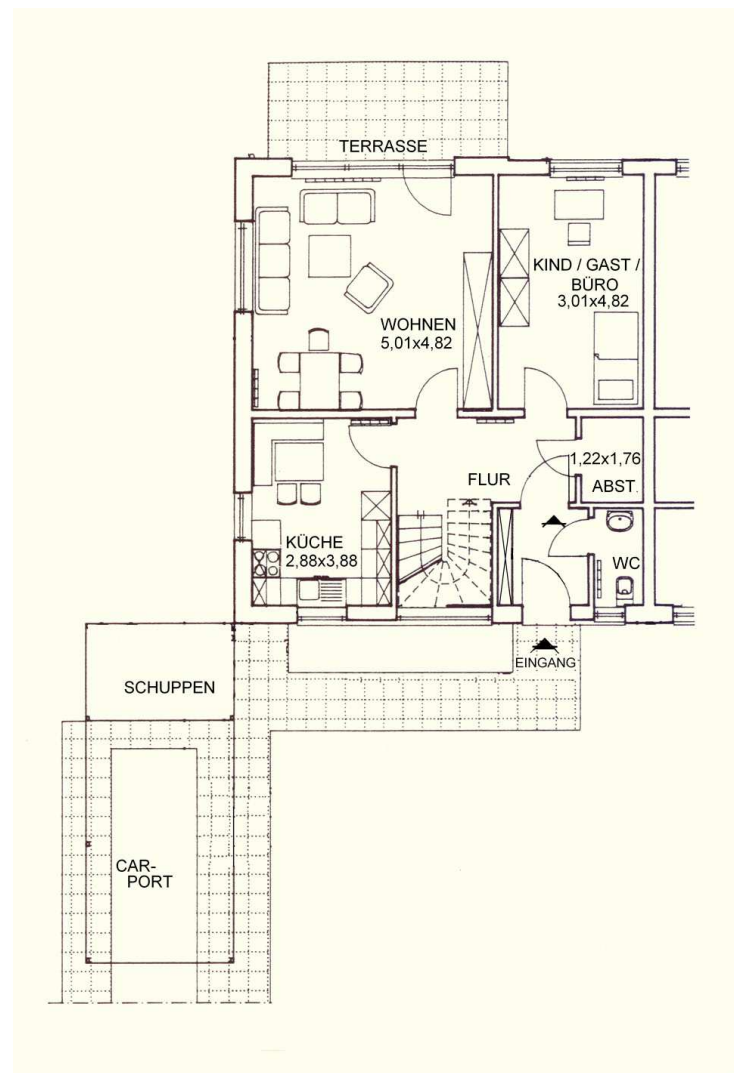 TERRASSE
KIND / GAST /
BÜRO
3,01x4,82
WOHNEN
5,01x4,82
1,22x1,76
ABST.
FLUR
KÜCHE
2,88x3,88
WC
EINGANG
SCHUPPEN
CAR-
PORT